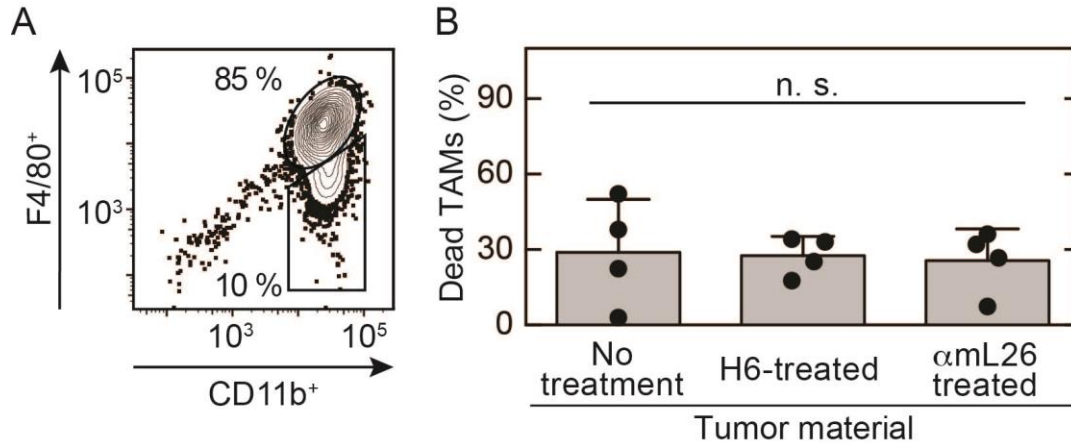 A
F4/80⁺
10⁵
10³
85 %
10 %
10³
10⁵
CD11b⁺
B
Dead TAMs (%)
90
60
30
0
n. s.
No
treatment
H6-treated
αmL26
treated
Tumor material